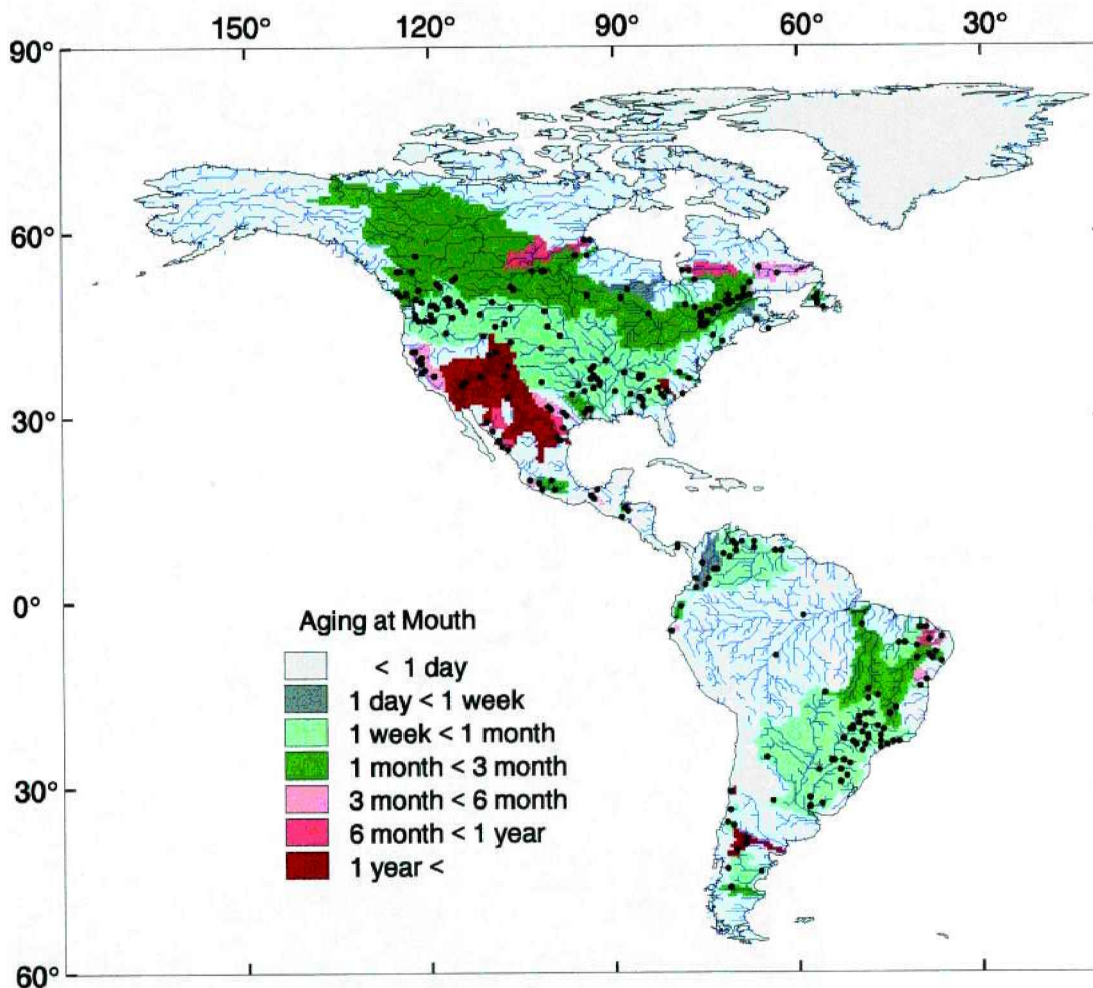 150° 120° 90° 60° 30°
90°
60°
30°
0°
30°
60°
Aging at Mouth
< 1 day
1 day < 1 week
1 week < 1 month
1 month < 3 month
3 month < 6 month
6 month < 1 year
1 year <